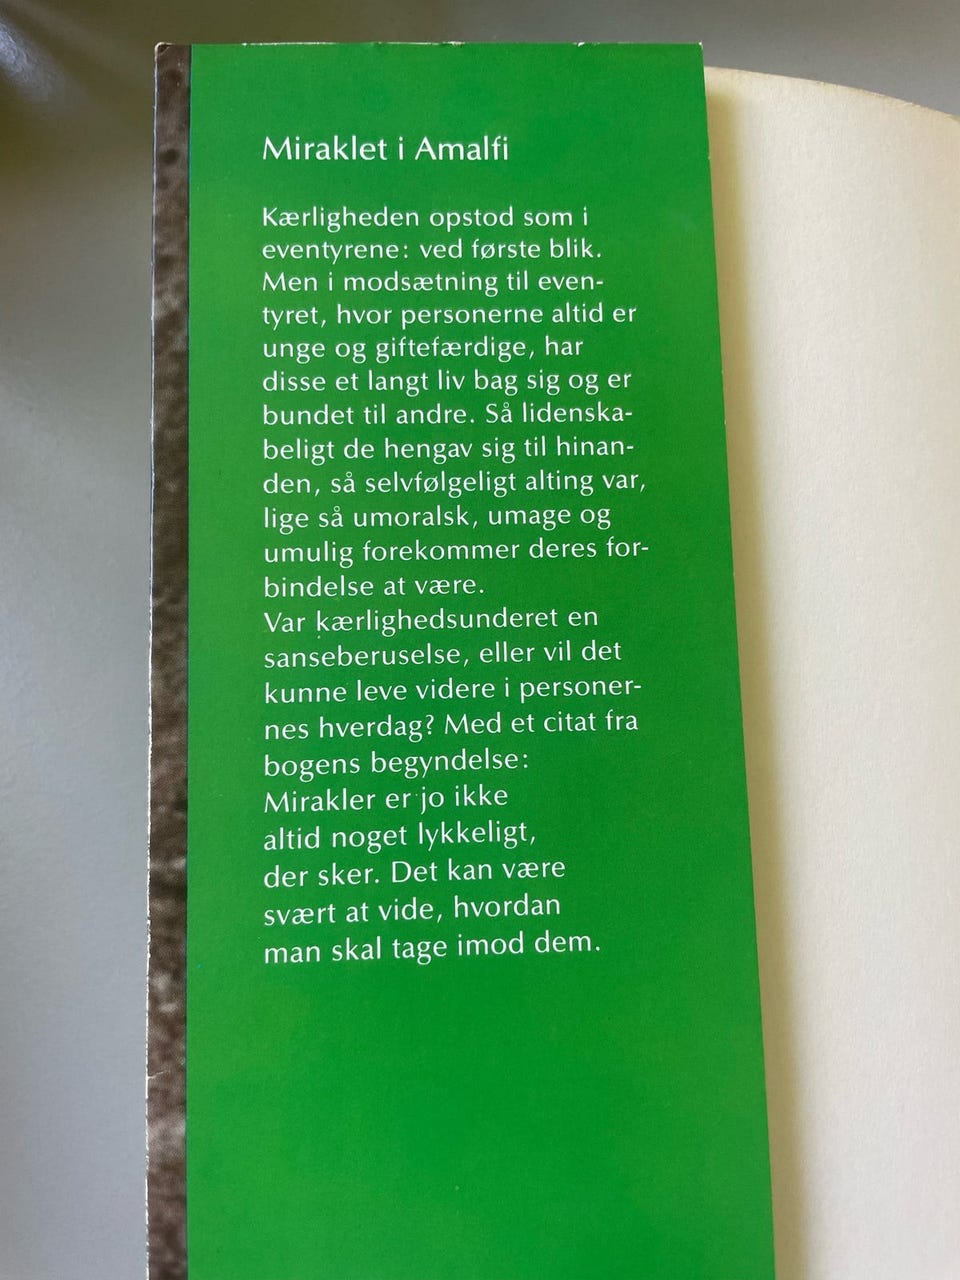 Miraklet i Amalfi
Kærligheden opstod som i
eventyrene: ved første blik.
Men i modsætning til even-
tyret, hvor personerne altid er
unge og giftefærdige, har
disse et langt liv bag sig og er
bundet til andre. Så lidenska-
beligt de hengav sig til hinan-
den, så selvfølgeligt alting var,
lige så umoralsk, umage og
umulig forekommer deres for-
bindelse at være.
Var kærlighedsunderet en
sanseberuselse, eller vil det
kunne leve videre i personer-
nes hverdag? Med et citat fra
bogens begyndelse:
Mirakler er jo ikke
altid noget lykkeligt,
der sker. Det kan være
svært at vide, hvordan
man skal tage imod dem.